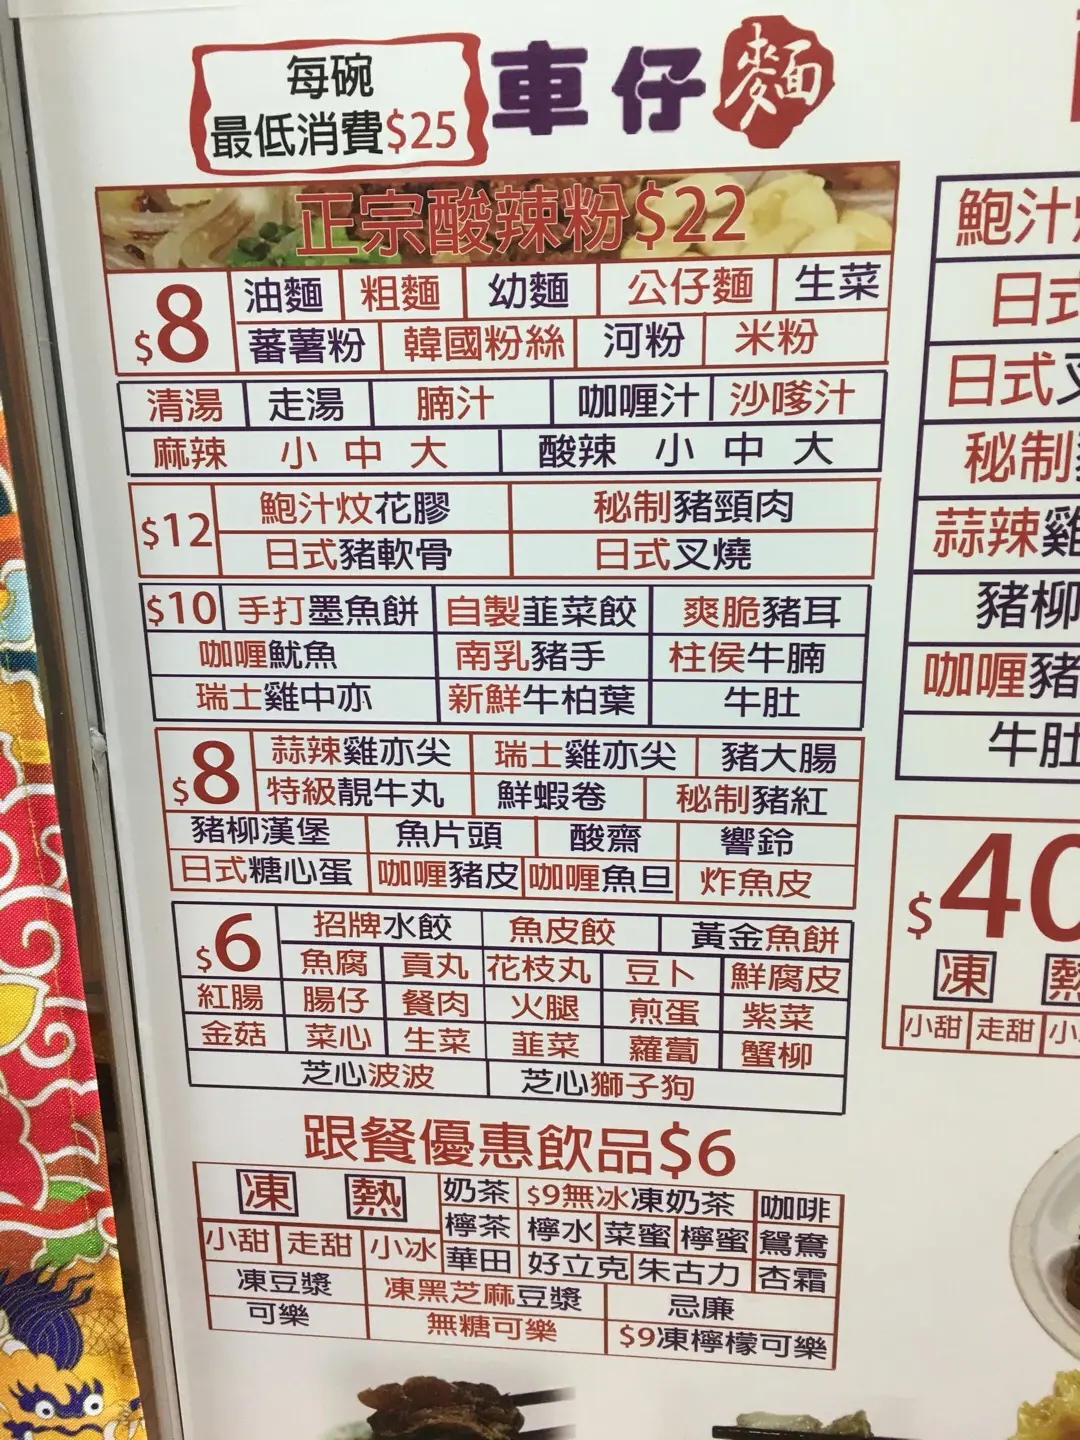 每碗
最低消費$25
車仔麵
正宗酸辣粉$22
$8 油麵 粗麵 幼麵 公仔麵 生菜
蕃薯粉 韓國粉絲 河粉 米粉
清湯 走湯 腩汁 咖喱汁 沙嗲汁
麻辣 小 中 大 酸辣 小 中 大
$12 鮑汁炆花膠 秘制豬頸肉
日式豬軟骨 日式叉燒
$10 手打墨魚餅 自製韮菜餃 爽脆豬耳
咖喱魷魚 南乳豬手 柱侯牛腩
瑞士雞中亦 新鮮牛柏葉 牛肚
$8 蒜辣雞亦尖 瑞士雞亦尖 豬大腸
特級靚牛丸 鮮蝦卷 秘制豬紅
豬柳漢堡 魚片頭 酸齋 響鈴
日式糖心蛋 咖喱豬皮 咖喱魚旦 炸魚皮
$6 招牌水餃 魚皮餃 黃金魚餅
魚腐 貢丸 花枝丸 豆卜 鮮腐皮
紅腸 腸仔 餐肉 火腿 煎蛋 紫菜
金菇 菜心 生菜 韮菜 蘿蔔 蟹柳
芝心波波 芝心獅子狗
跟餐優惠飲品$6
凍 熱 奶茶 $9無冰凍奶茶 咖啡
小甜 走甜 小冰 檸茶 檸水 菜蜜 檸蜜 鴛鴦
華田 好立克 朱古力 杏霜
凍豆漿 凍黑芝麻豆漿 忌廉
可樂 無糖可樂 $9凍檸檬可樂
鮑汁
日式
日式叉
秘制
蒜辣雞
豬柳
咖喱豬
牛肚
$40
凍 熱
小甜 走甜 小